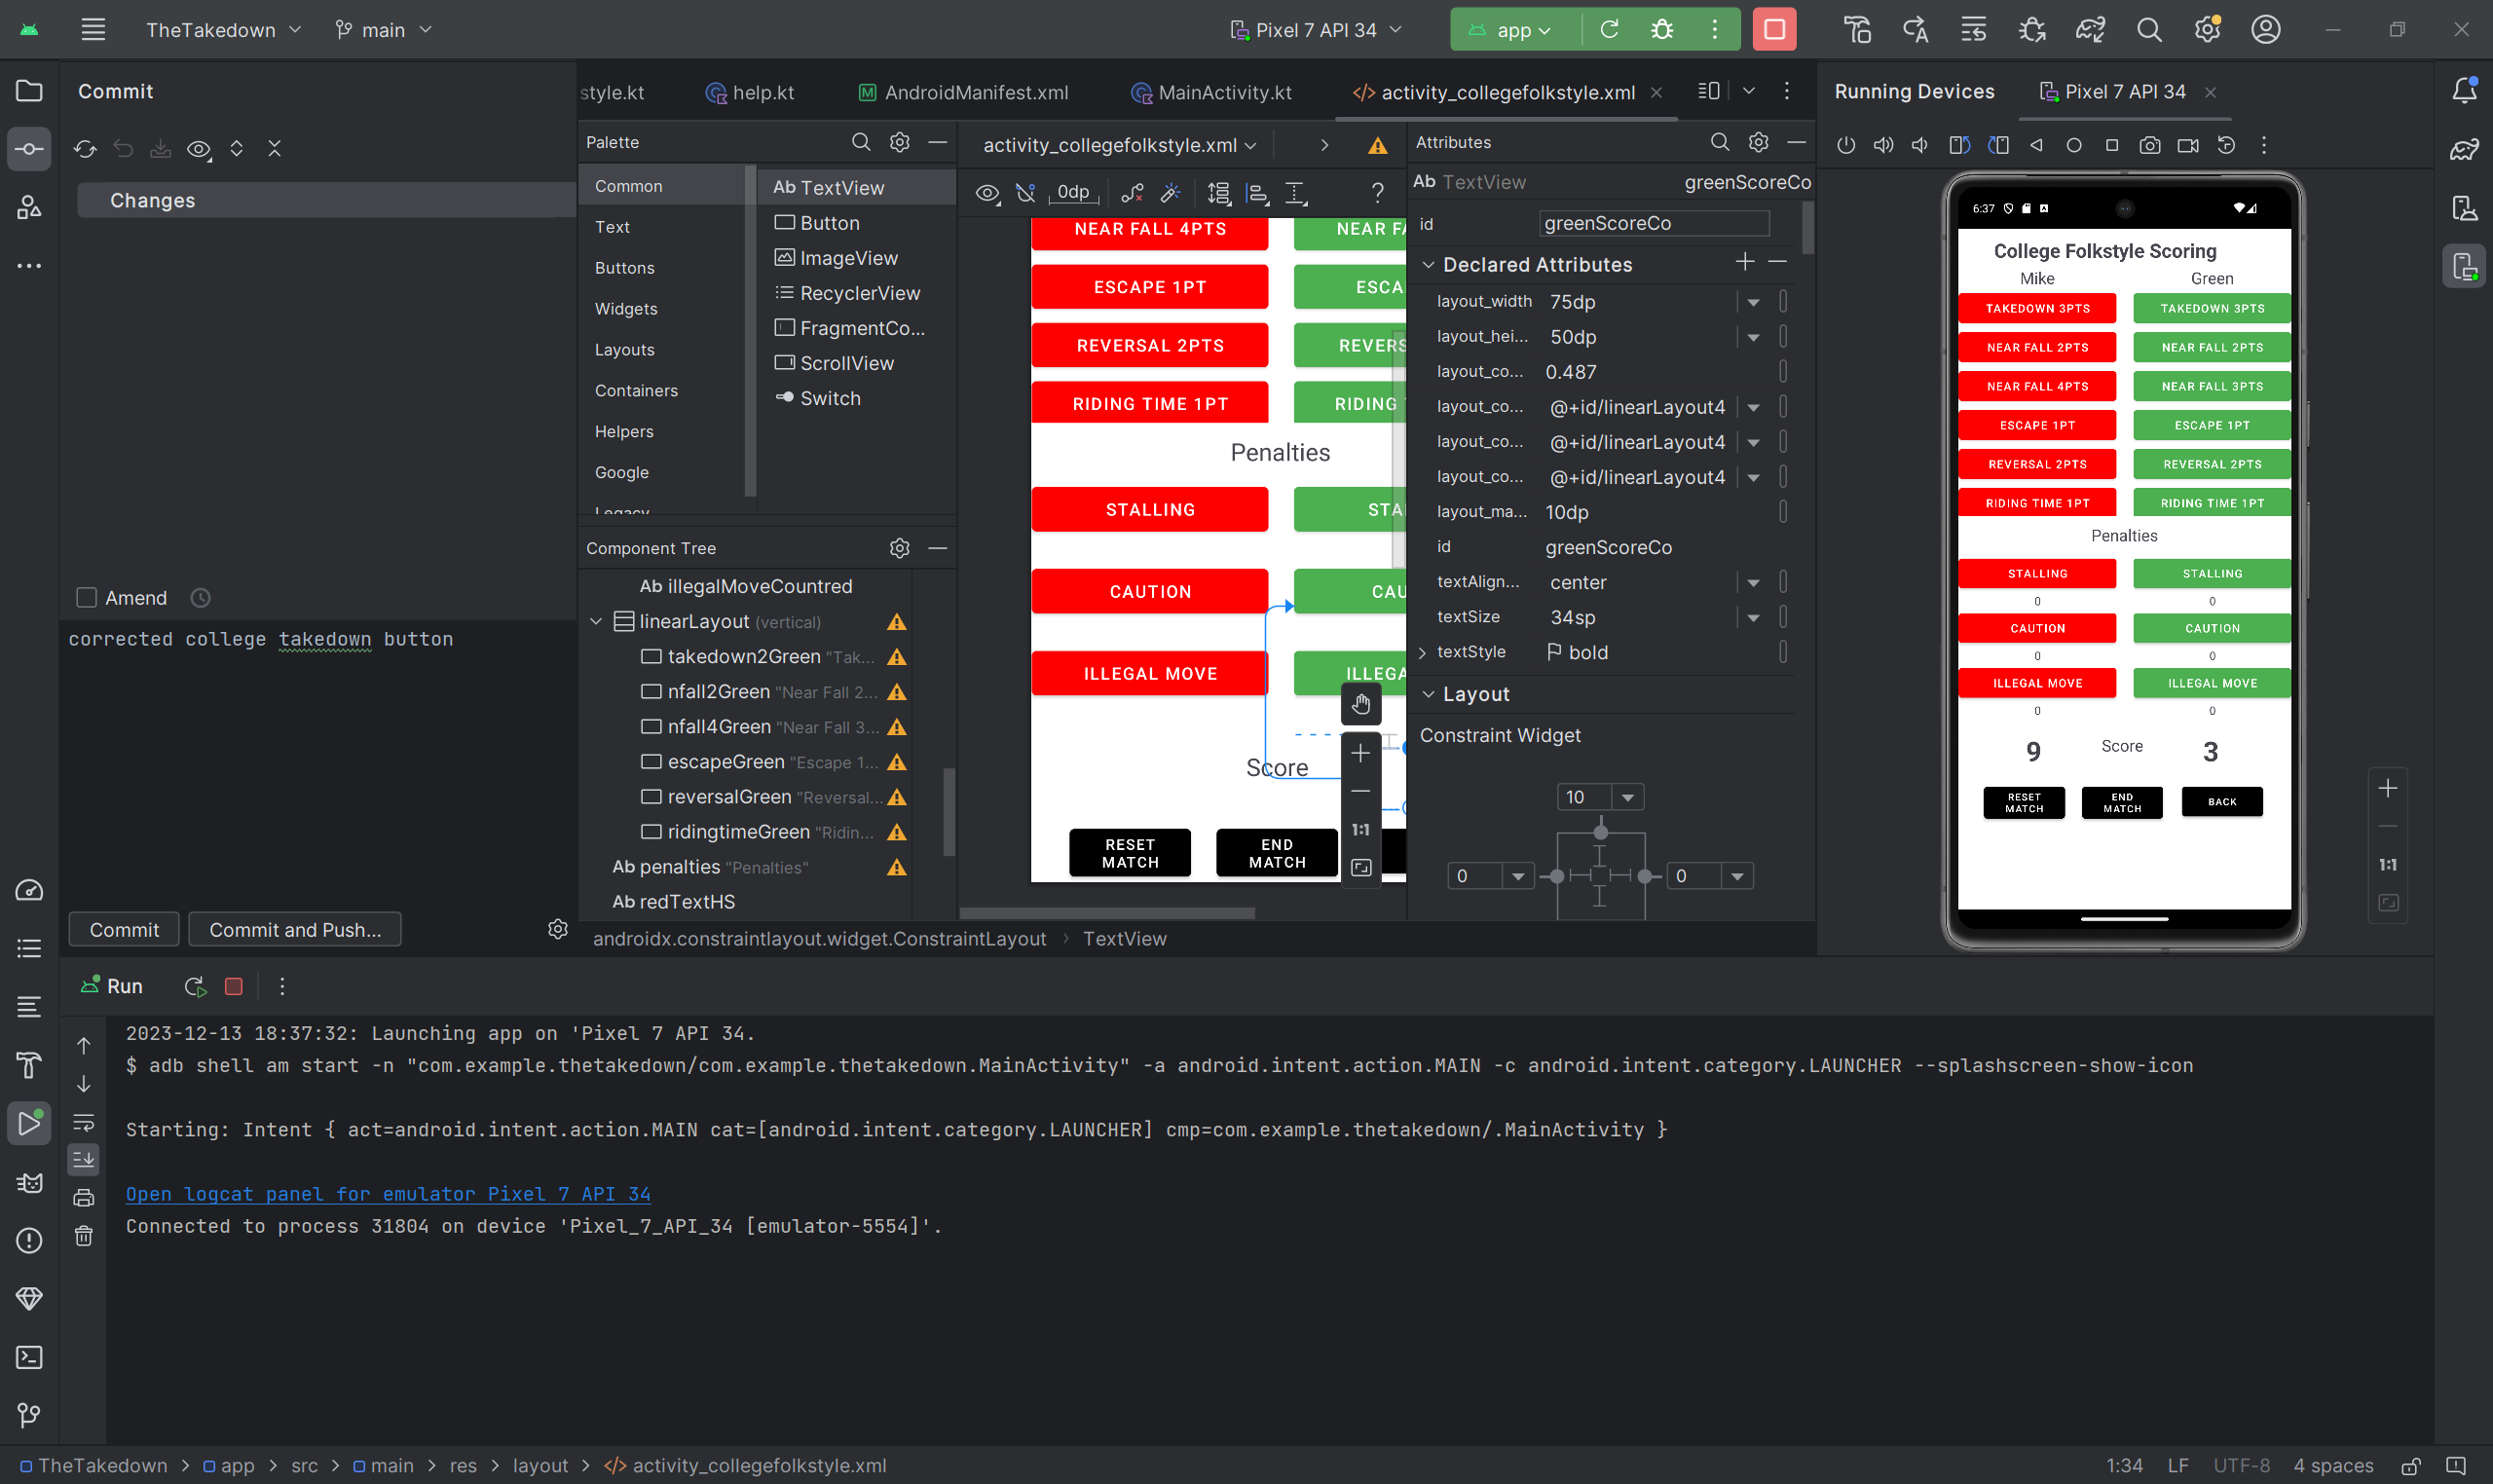 TheTakedown
main
Pixel 7 API 34
app
Commit
Changes
Amend
corrected college takedown button
Commit
Commit and Push...
style.kt
help.kt
AndroidManifest.xml
MainActivity.kt
activity_collegefolkstyle.xml
Palette
Common
Text
Buttons
Widgets
Layouts
Containers
Helpers
Google
Legacy
Ab TextView
Button
ImageView
RecyclerView
FragmentCo...
ScrollView
Switch
Component Tree
Ab illegalMoveCountred
linearLayout (vertical)
takedown2Green "Tak...
nfall2Green "Near Fall 2...
nfall4Green "Near Fall 3...
escapeGreen "Escape 1...
reversalGreen "Reversal...
ridingtimeGreen "Ridin...
Ab penalties "Penalties"
Ab redTextHS
activity_collegefolkstyle.xml
0dp
?
NEAR FALL 4PTS
NEAR FA
ESCAPE 1PT
ESCA
REVERSAL 2PTS
REVERS
RIDING TIME 1PT
RIDING
Penalties
STALLING
STA
CAUTION
CAU
ILLEGAL MOVE
ILLEGA
Score
RESET MATCH
END MATCH
1:1
androidx.constraintlayout.widget.ConstraintLayout > TextView
Attributes
Ab TextView
greenScoreCo
id greenScoreCo
Declared Attributes
layout_width 75dp
layout_hei... 50dp
layout_co... 0.487
layout_co... @+id/linearLayout4
layout_co... @+id/linearLayout4
layout_co... @+id/linearLayout4
layout_ma... 10dp
id greenScoreCo
textAlign... center
textSize 34sp
textStyle bold
Layout
Constraint Widget
10
0
0
Running Devices
Pixel 7 API 34
6:37
College Folkstyle Scoring
Mike Green
TAKEDOWN 3PTS TAKEDOWN 3PTS
NEAR FALL 2PTS NEAR FALL 2PTS
NEAR FALL 4PTS NEAR FALL 3PTS
ESCAPE 1PT ESCAPE 1PT
REVERSAL 2PTS REVERSAL 2PTS
RIDING TIME 1PT RIDING TIME 1PT
Penalties
STALLING STALLING
0 0
CAUTION CAUTION
0 0
ILLEGAL MOVE ILLEGAL MOVE
0 0
9 Score 3
RESET MATCH
END MATCH
BACK
1:1
Run
2023-12-13 18:37:32: Launching app on 'Pixel 7 API 34.
$ adb shell am start -n "com.example.thetakedown/com.example.thetakedown.MainActivity" -a android.intent.action.MAIN -c android.intent.category.LAUNCHER --splashscreen-show-icon
Starting: Intent { act=android.intent.action.MAIN cat=[android.intent.category.LAUNCHER] cmp=com.example.thetakedown/.MainActivity }
Open logcat panel for emulator Pixel 7 API 34
Connected to process 31804 on device 'Pixel_7_API_34 [emulator-5554]'.
TheTakedown > app > src > main > res > layout > activity_collegefolkstyle.xml
1:34 LF UTF-8 4 spaces